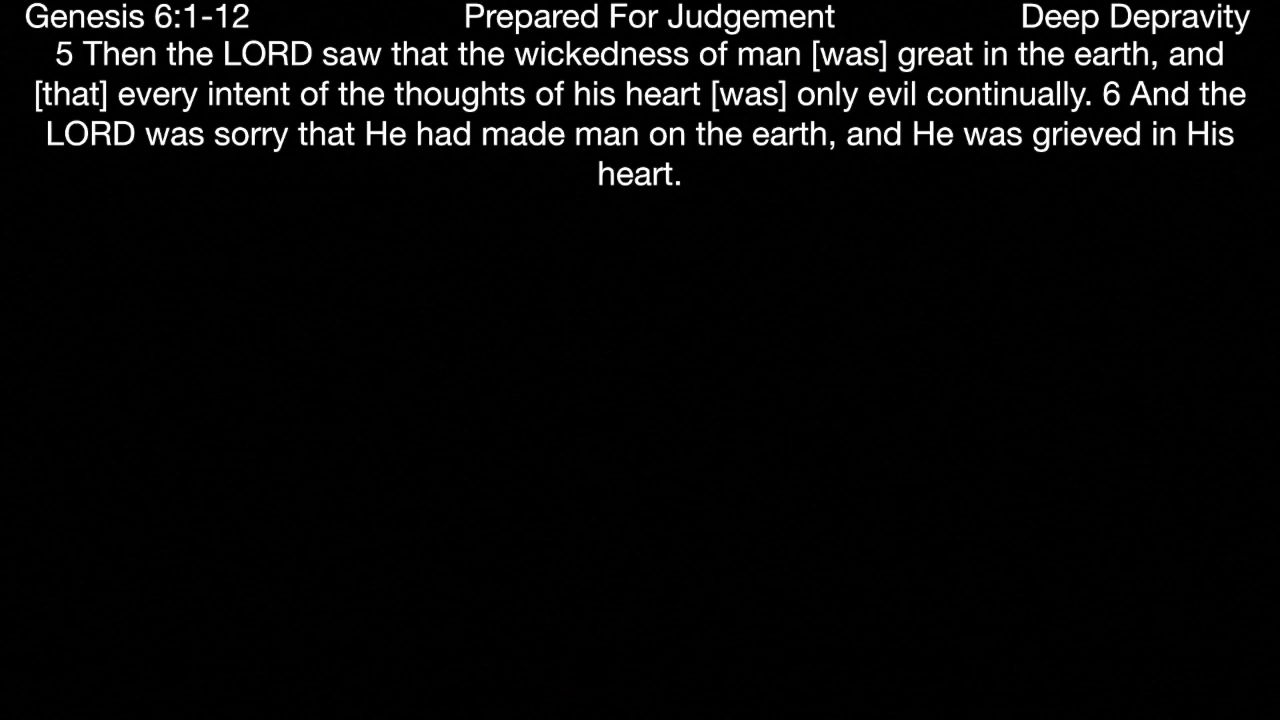 Genesis 6:1-12 Prepared For Judgement Deep Depravity
5 Then the LORD saw that the wickedness of man [was] great in the earth, and
[that] every intent of the thoughts of his heart [was] only evil continually. 6 And the
LORD was sorry that He had made man on the earth, and He was grieved in His
heart.